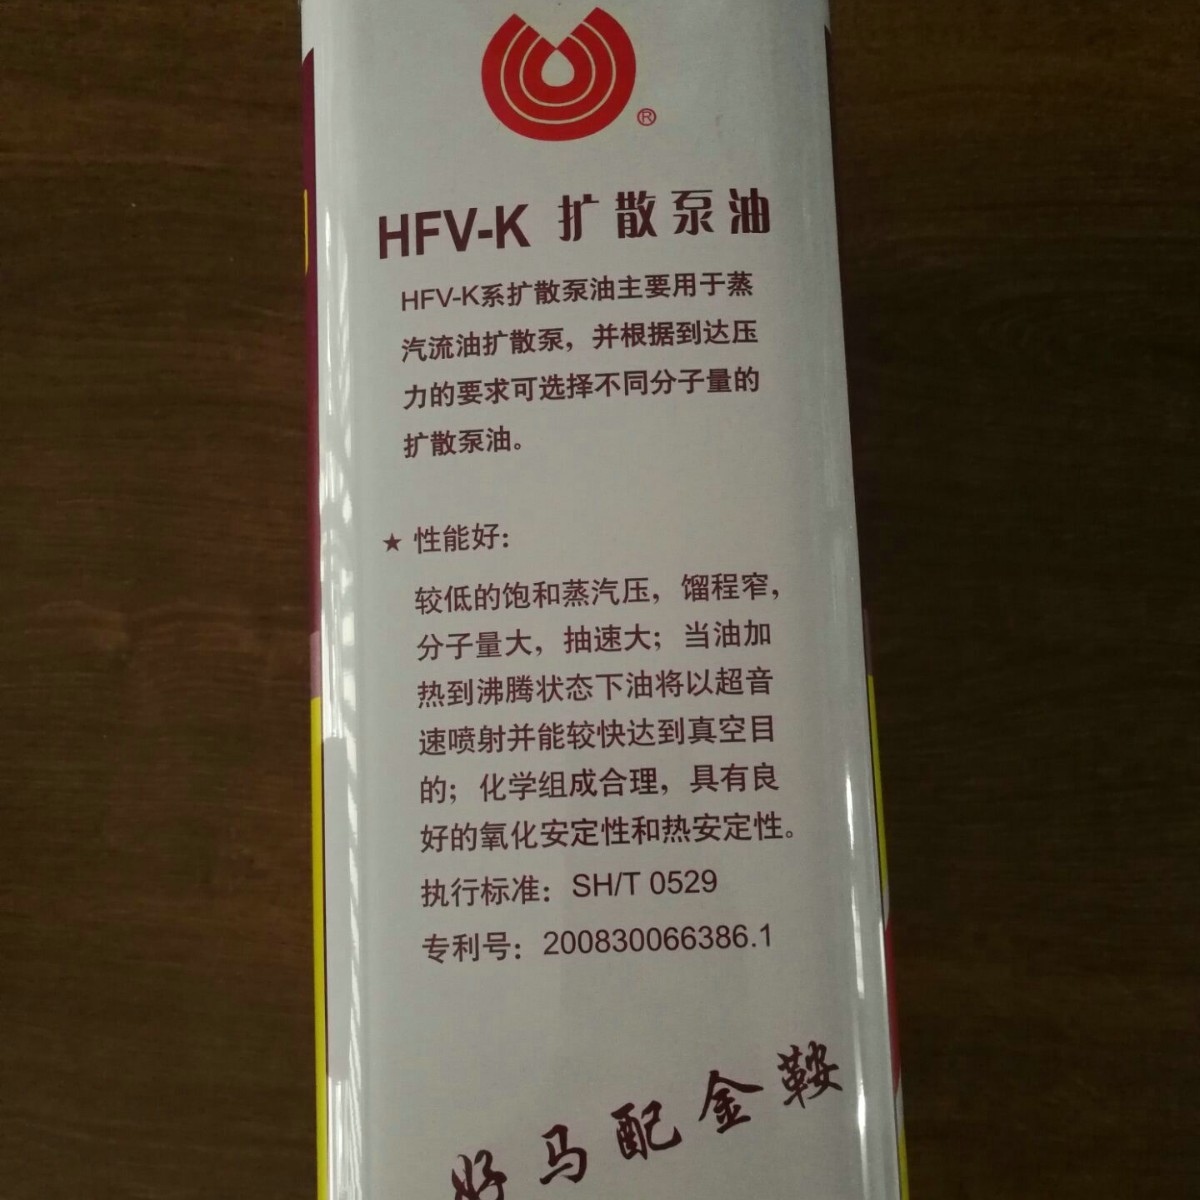 ®
HFV-K 扩散泵油
HFV-K系扩散泵油主要用于蒸
汽流油扩散泵，并根据到达压
力的要求可选择不同分子量的
扩散泵油。
★ 性能好：
较低的饱和蒸汽压，馏程窄，
分子量大，抽速大；当油加
热到沸腾状态下油将以超音
速喷射并能较快达到真空目
的；化学组成合理，具有良
好的氧化安定性和热安定性。
执行标准：SH/T 0529
专利号：200830066386.1
好马配金鞍